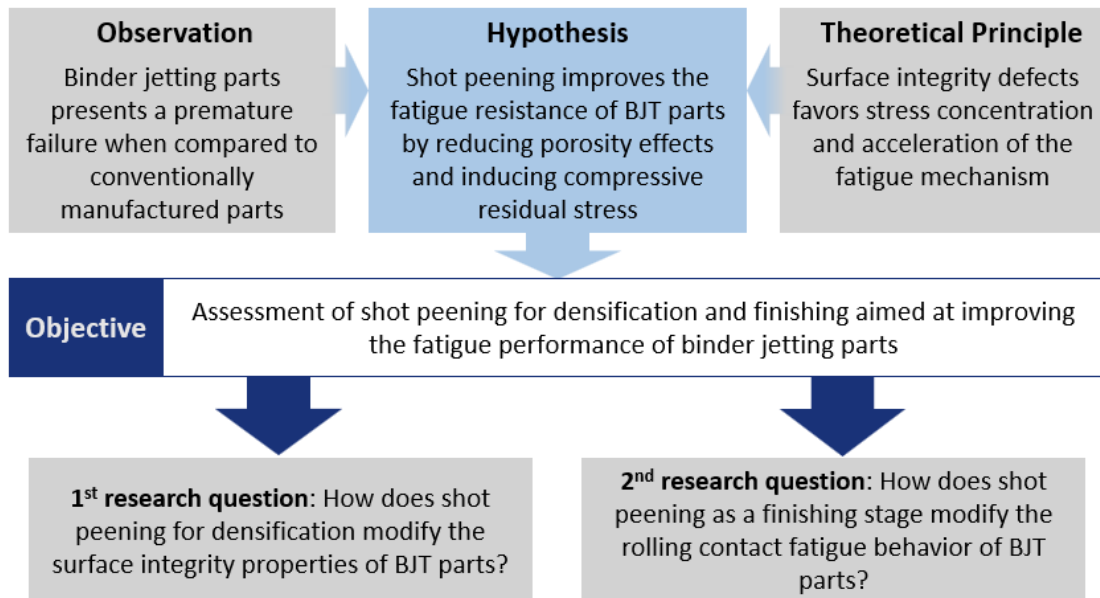 Observation
Binder jetting parts
presents a premature
failure when compared to
conventionally
manufactured parts
Hypothesis
Shot peening improves the
fatigue resistance of BJT parts
by reducing porosity effects
and inducing compressive
residual stress
Theoretical Principle
Surface integrity defects
favors stress concentration
and acceleration of the
fatigue mechanism
Objective
Assessment of shot peening for densification and finishing aimed at improving
the fatigue performance of binder jetting parts
1st research question: How does shot
peening for densification modify the
surface integrity properties of BJT parts?
2nd research question: How does shot
peening as a finishing stage modify the
rolling contact fatigue behavior of BJT
parts?